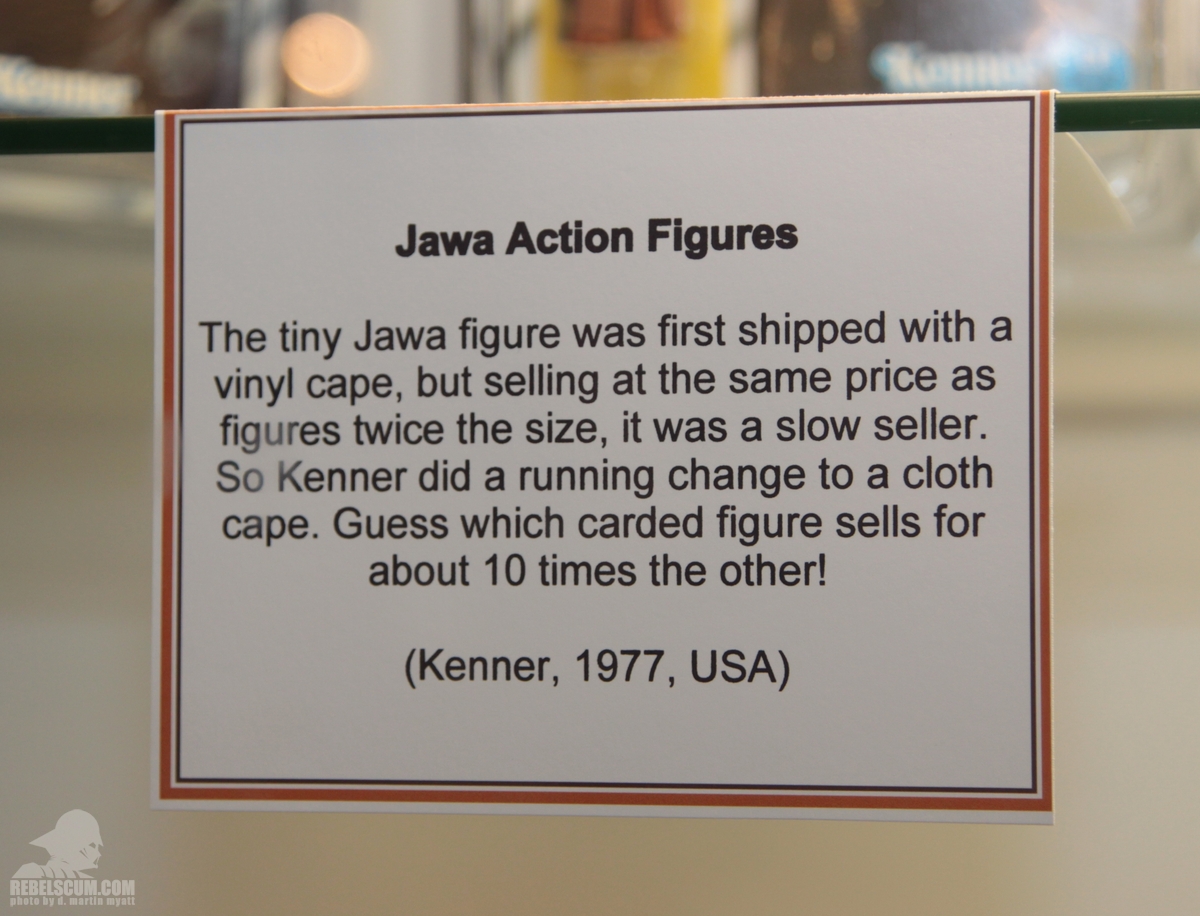 Kenner
Kenner
Jawa Action Figures
The tiny Jawa figure was first shipped with a
vinyl cape, but selling at the same price as
figures twice the size, it was a slow seller.
So Kenner did a running change to a cloth
cape. Guess which carded figure sells for
about 10 times the other!
(Kenner, 1977, USA)
REBELSCUM.COM
photo by d. martin myatt